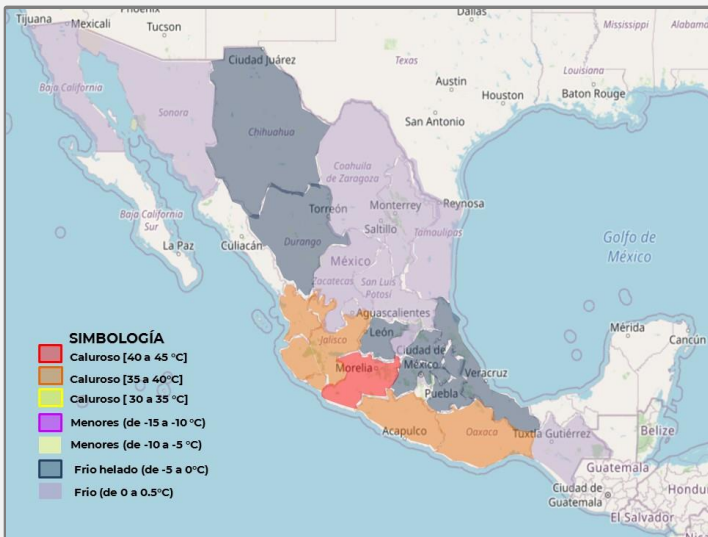 Phoenix
Dallas
Tijuana
Mexicali
Tucson
Mississippi
Alabama
Ciudad Juárez
Texas
Louisiana
Baja California
Austin
Baton Rouge
Sonora
Houston
San Antonio
Chihuahua
Coahuila
de Zaragoza
Torreón
Monterrey
Reynosa
Baja California
Sur
Saltillo
La Paz
Culiacán
Durango
Tamaulipas
Golfo de
México
México
Zacatecas
San Luis
Potosí
Aguascalientes
León
Mérida
Cancún
Jalisco
Ciudad de
México
Morelia
Veracruz
Puebla
Acapulco
Oaxaca
Tuxtla Gutiérrez
Belize
Guatemala
Ciudad de
Guatemala
Hondu
El Salvador
SIMBOLOGÍA
Caluroso [40 a 45 °C]
Caluroso [35 a 40°C]
Caluroso [ 30 a 35 °C]
Menores (de -15 a -10 °C)
Menores (de -10 a -5 °C)
Frio helado (de -5 a 0°C)
Frio (de 0 a 0.5°C)